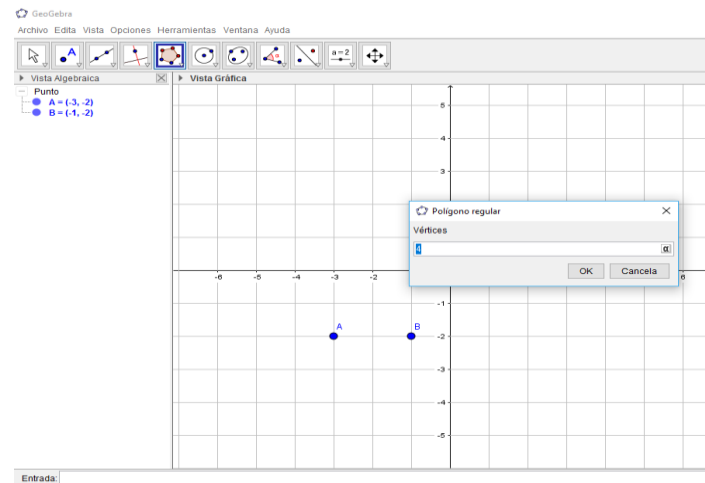 GeoGebra
Archivo Edita Vista Opciones Herramientas Ventana Ayuda
A
a = 2
Vista Algebraica
Vista Gráfica
Punto
A = (-3, -2)
B = (-1, -2)
5
4
3
Polígono regular
Vértices
4
α
OK Cancela
-6 -5 -4 -3 -2 6
-1
A B
-2
-3
-4
-5
Entrada: